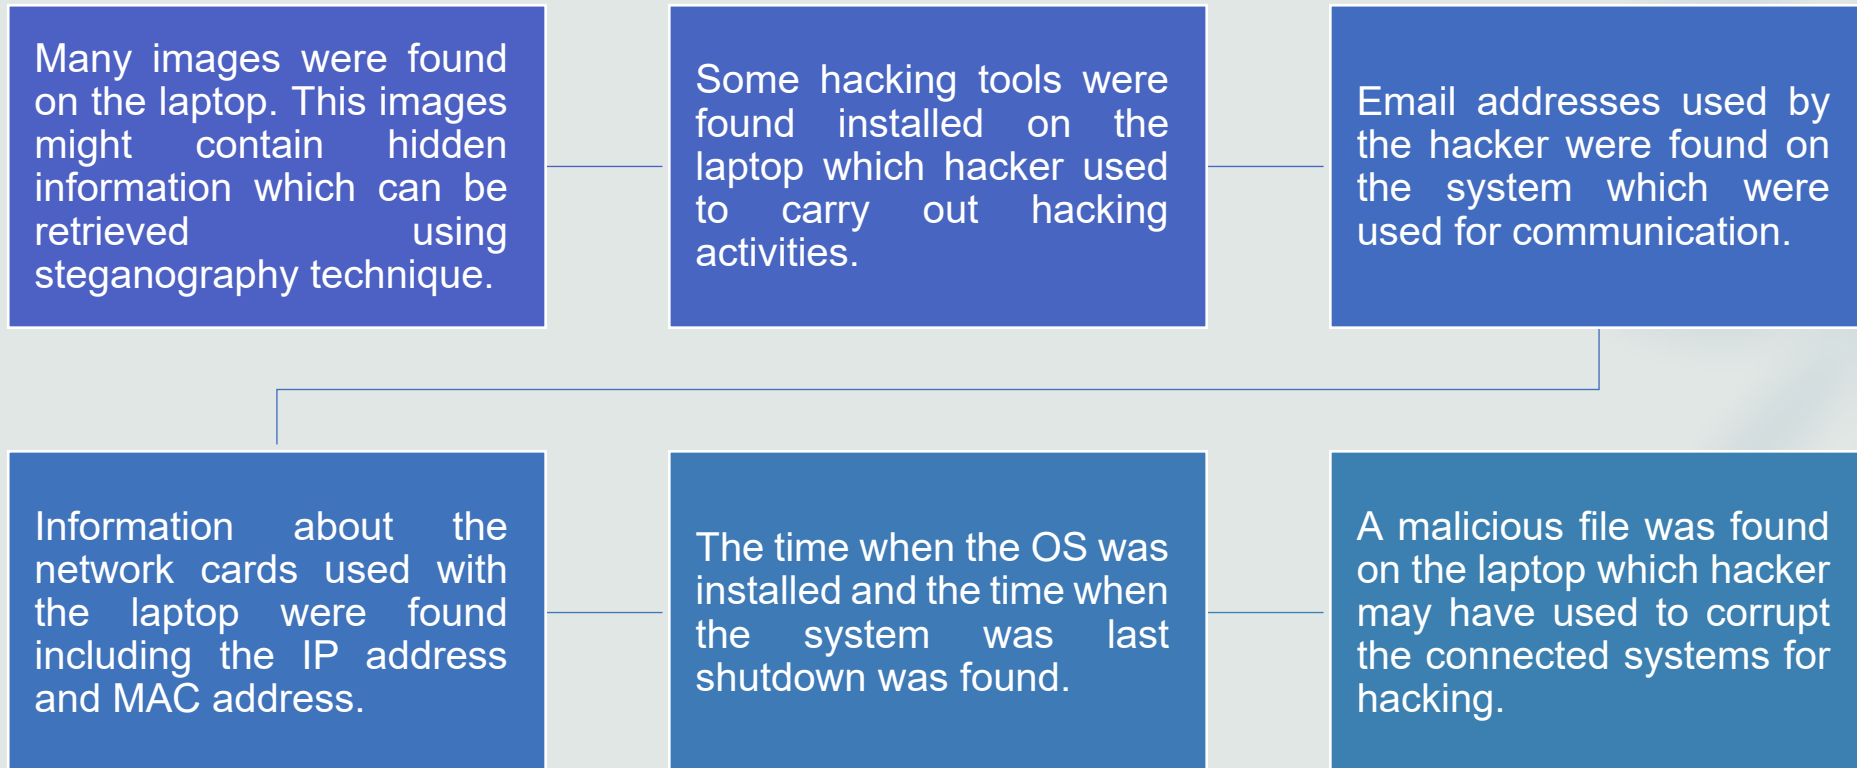 Many images were found
on the laptop. This images
might contain hidden
information which can be
retrieved using
steganography technique.
Some hacking tools were
found installed on the
laptop which hacker used
to carry out hacking
activities.
Email addresses used by
the hacker were found on
the system which were
used for communication.
Information about the
network cards used with
the laptop were found
including the IP address
and MAC address.
The time when the OS was
installed and the time when
the system was last
shutdown was found.
A malicious file was found
on the laptop which hacker
may have used to corrupt
the connected systems for
hacking.